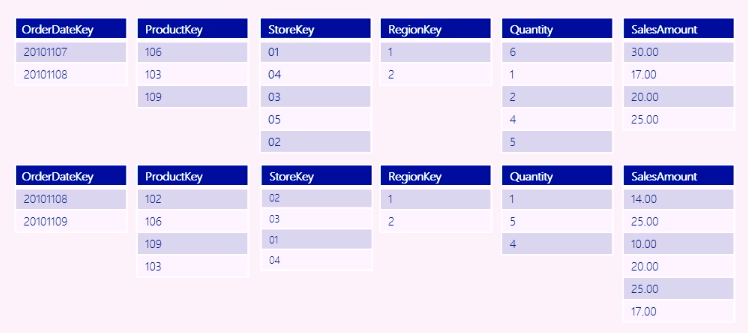 OrderDateKey ProductKey StoreKey RegionKey Quantity SalesAmount
20101107 106 01 1 6 30.00
20101108 103 04 2 1 17.00
109 03 2 20.00
05 4 25.00
02 5
OrderDateKey ProductKey StoreKey RegionKey Quantity SalesAmount
20101108 102 02 1 1 14.00
20101109 106 03 2 5 25.00
109 01 4 10.00
103 04 20.00
25.00
17.00